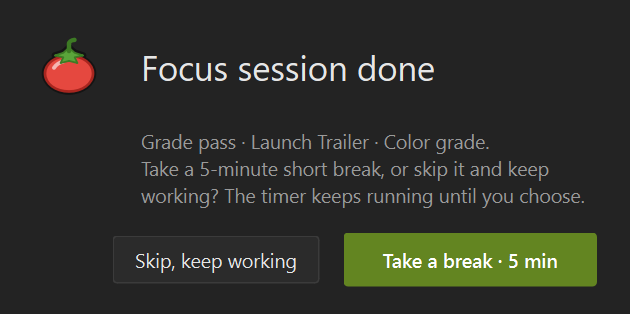 Focus session done
Grade pass · Launch Trailer · Color grade.
Take a 5-minute short break, or skip it and keep
working? The timer keeps running until you choose.
Skip, keep working
Take a break · 5 min